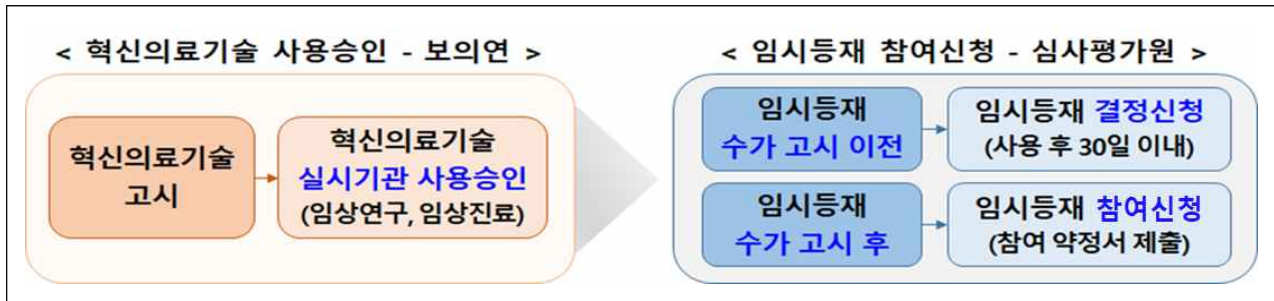 < 혁신의료기술 사용승인 - 보의연 >
혁신의료기술
고시
혁신의료기술
실시기관 사용승인
(임상연구, 임상진료)
< 임시등재 참여신청 - 심사평가원 >
임시등재
수가 고시 이전
임시등재 결정신청
(사용 후 30일 이내)
임시등재
수가 고시 후
임시등재 참여신청
(참여 약정서 제출)